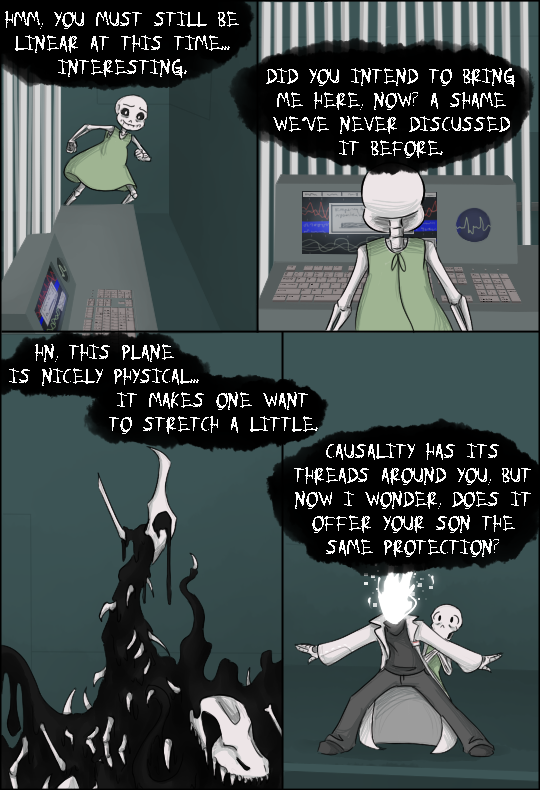 HMM, YOU MUST STILL BE
LINEAR AT THIS TIME...
INTERESTING.
DID YOU INTEND TO BRING
ME HERE, NOW? A SHAME
WE'VE NEVER DISCUSSED
IT BEFORE.
HN, THIS PLANE
IS NICELY PHYSICAL...
IT MAKES ONE WANT
TO STRETCH A LITTLE.
CAUSALITY HAS ITS
THREADS AROUND YOU, BUT
NOW I WONDER, DOES IT
OFFER YOUR SON THE
SAME PROTECTION?